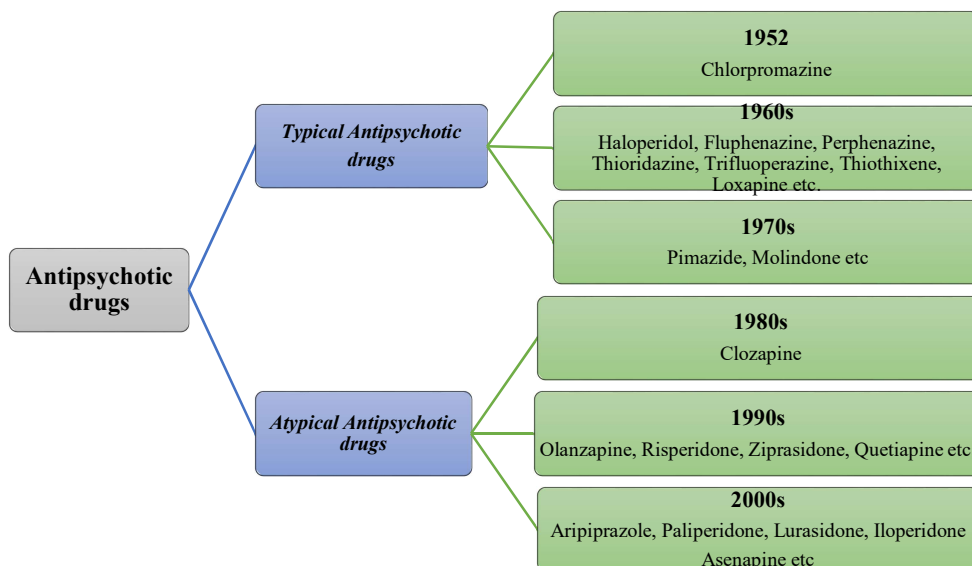 Antipsychotic
drugs
Typical Antipsychotic
drugs
1952
Chlorpromazine
1960s
Haloperidol, Fluphenazine, Perphenazine,
Thioridazine, Trifluoperazine, Thiothixene,
Loxapine etc.
1970s
Pimazide, Molindone etc
Atypical Antipsychotic
drugs
1980s
Clozapine
1990s
Olanzapine, Risperidone, Ziprasidone, Quetiapine etc
2000s
Aripiprazole, Paliperidone, Lurasidone, Iloperidone
Asenapine etc